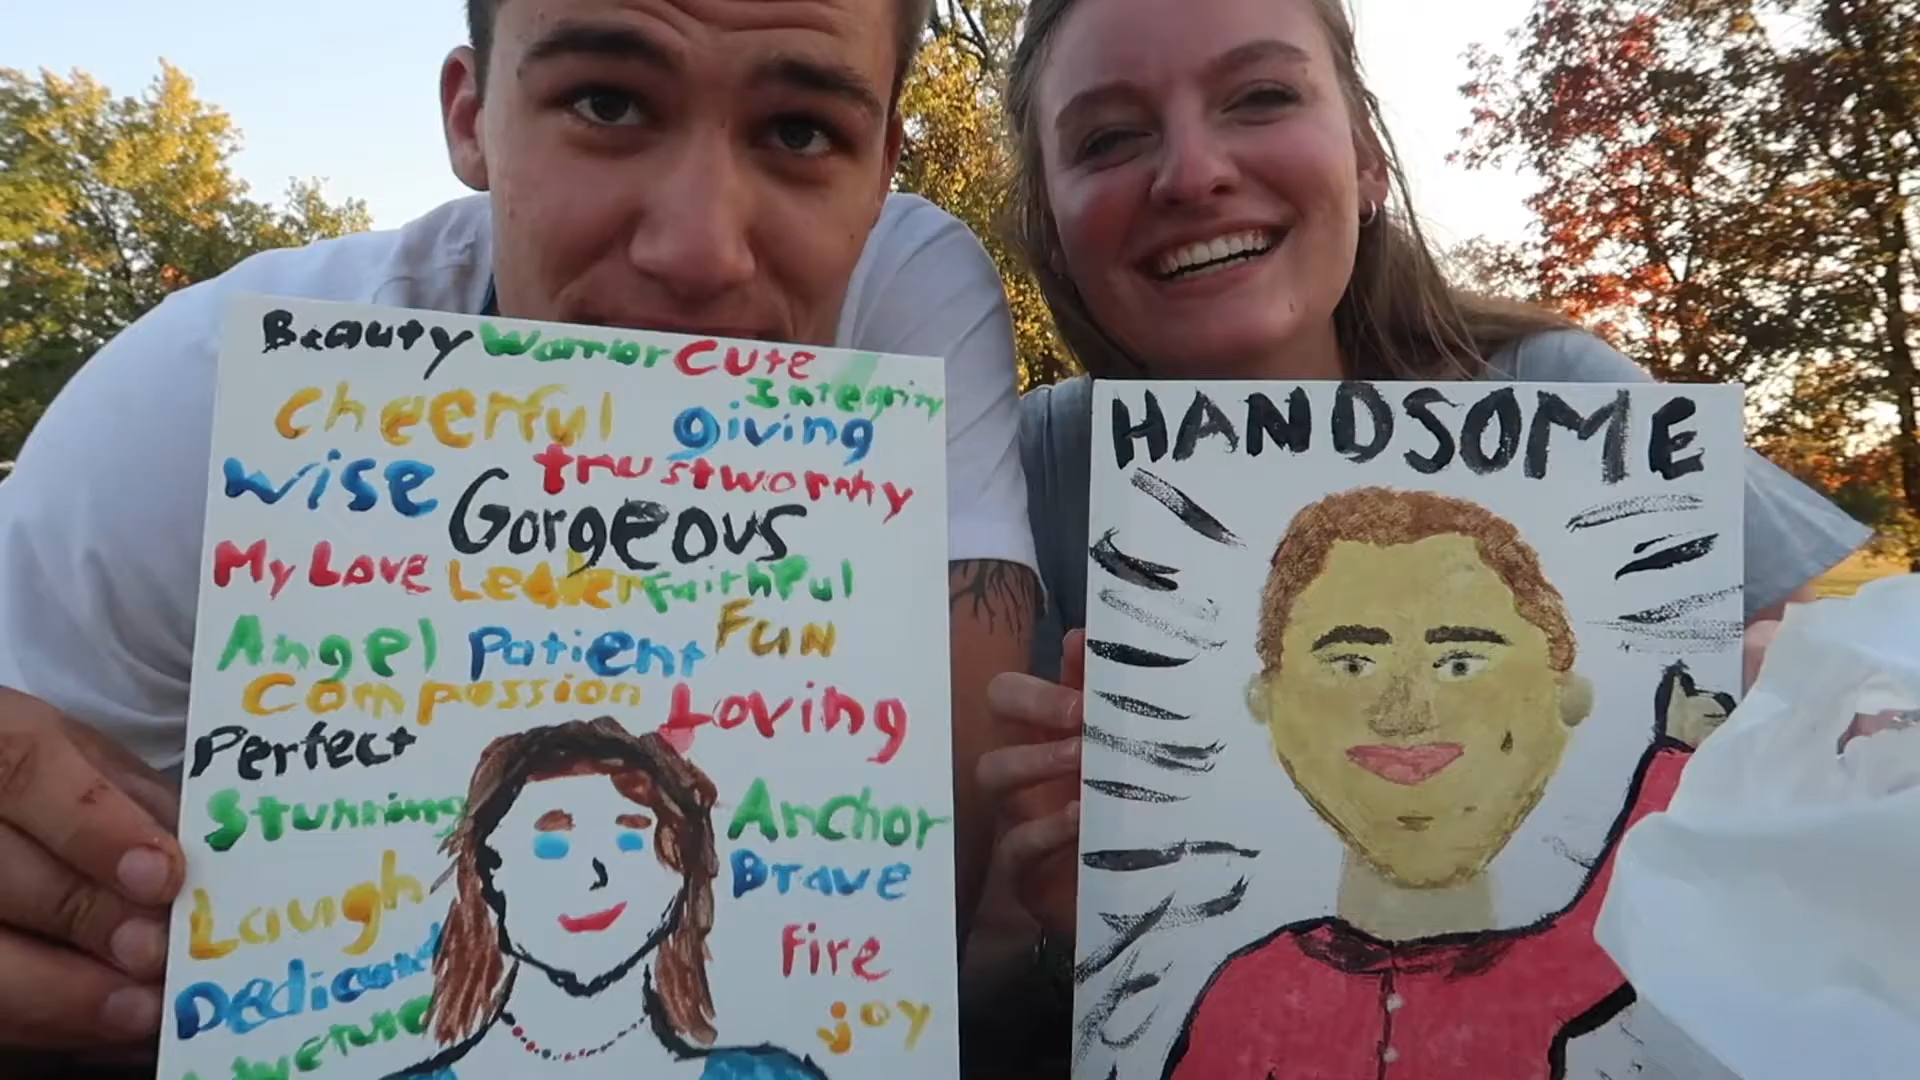 Beauty Warrior Cute
Integrity
cheerful giving
wise trustworthy
Gorgeous
My Love Leader Faithful
Angel Patient Fun
Compassion Loving
Perfect
Stunning Anchor
Brave
Laugh
Fire
joy
HANDSOME